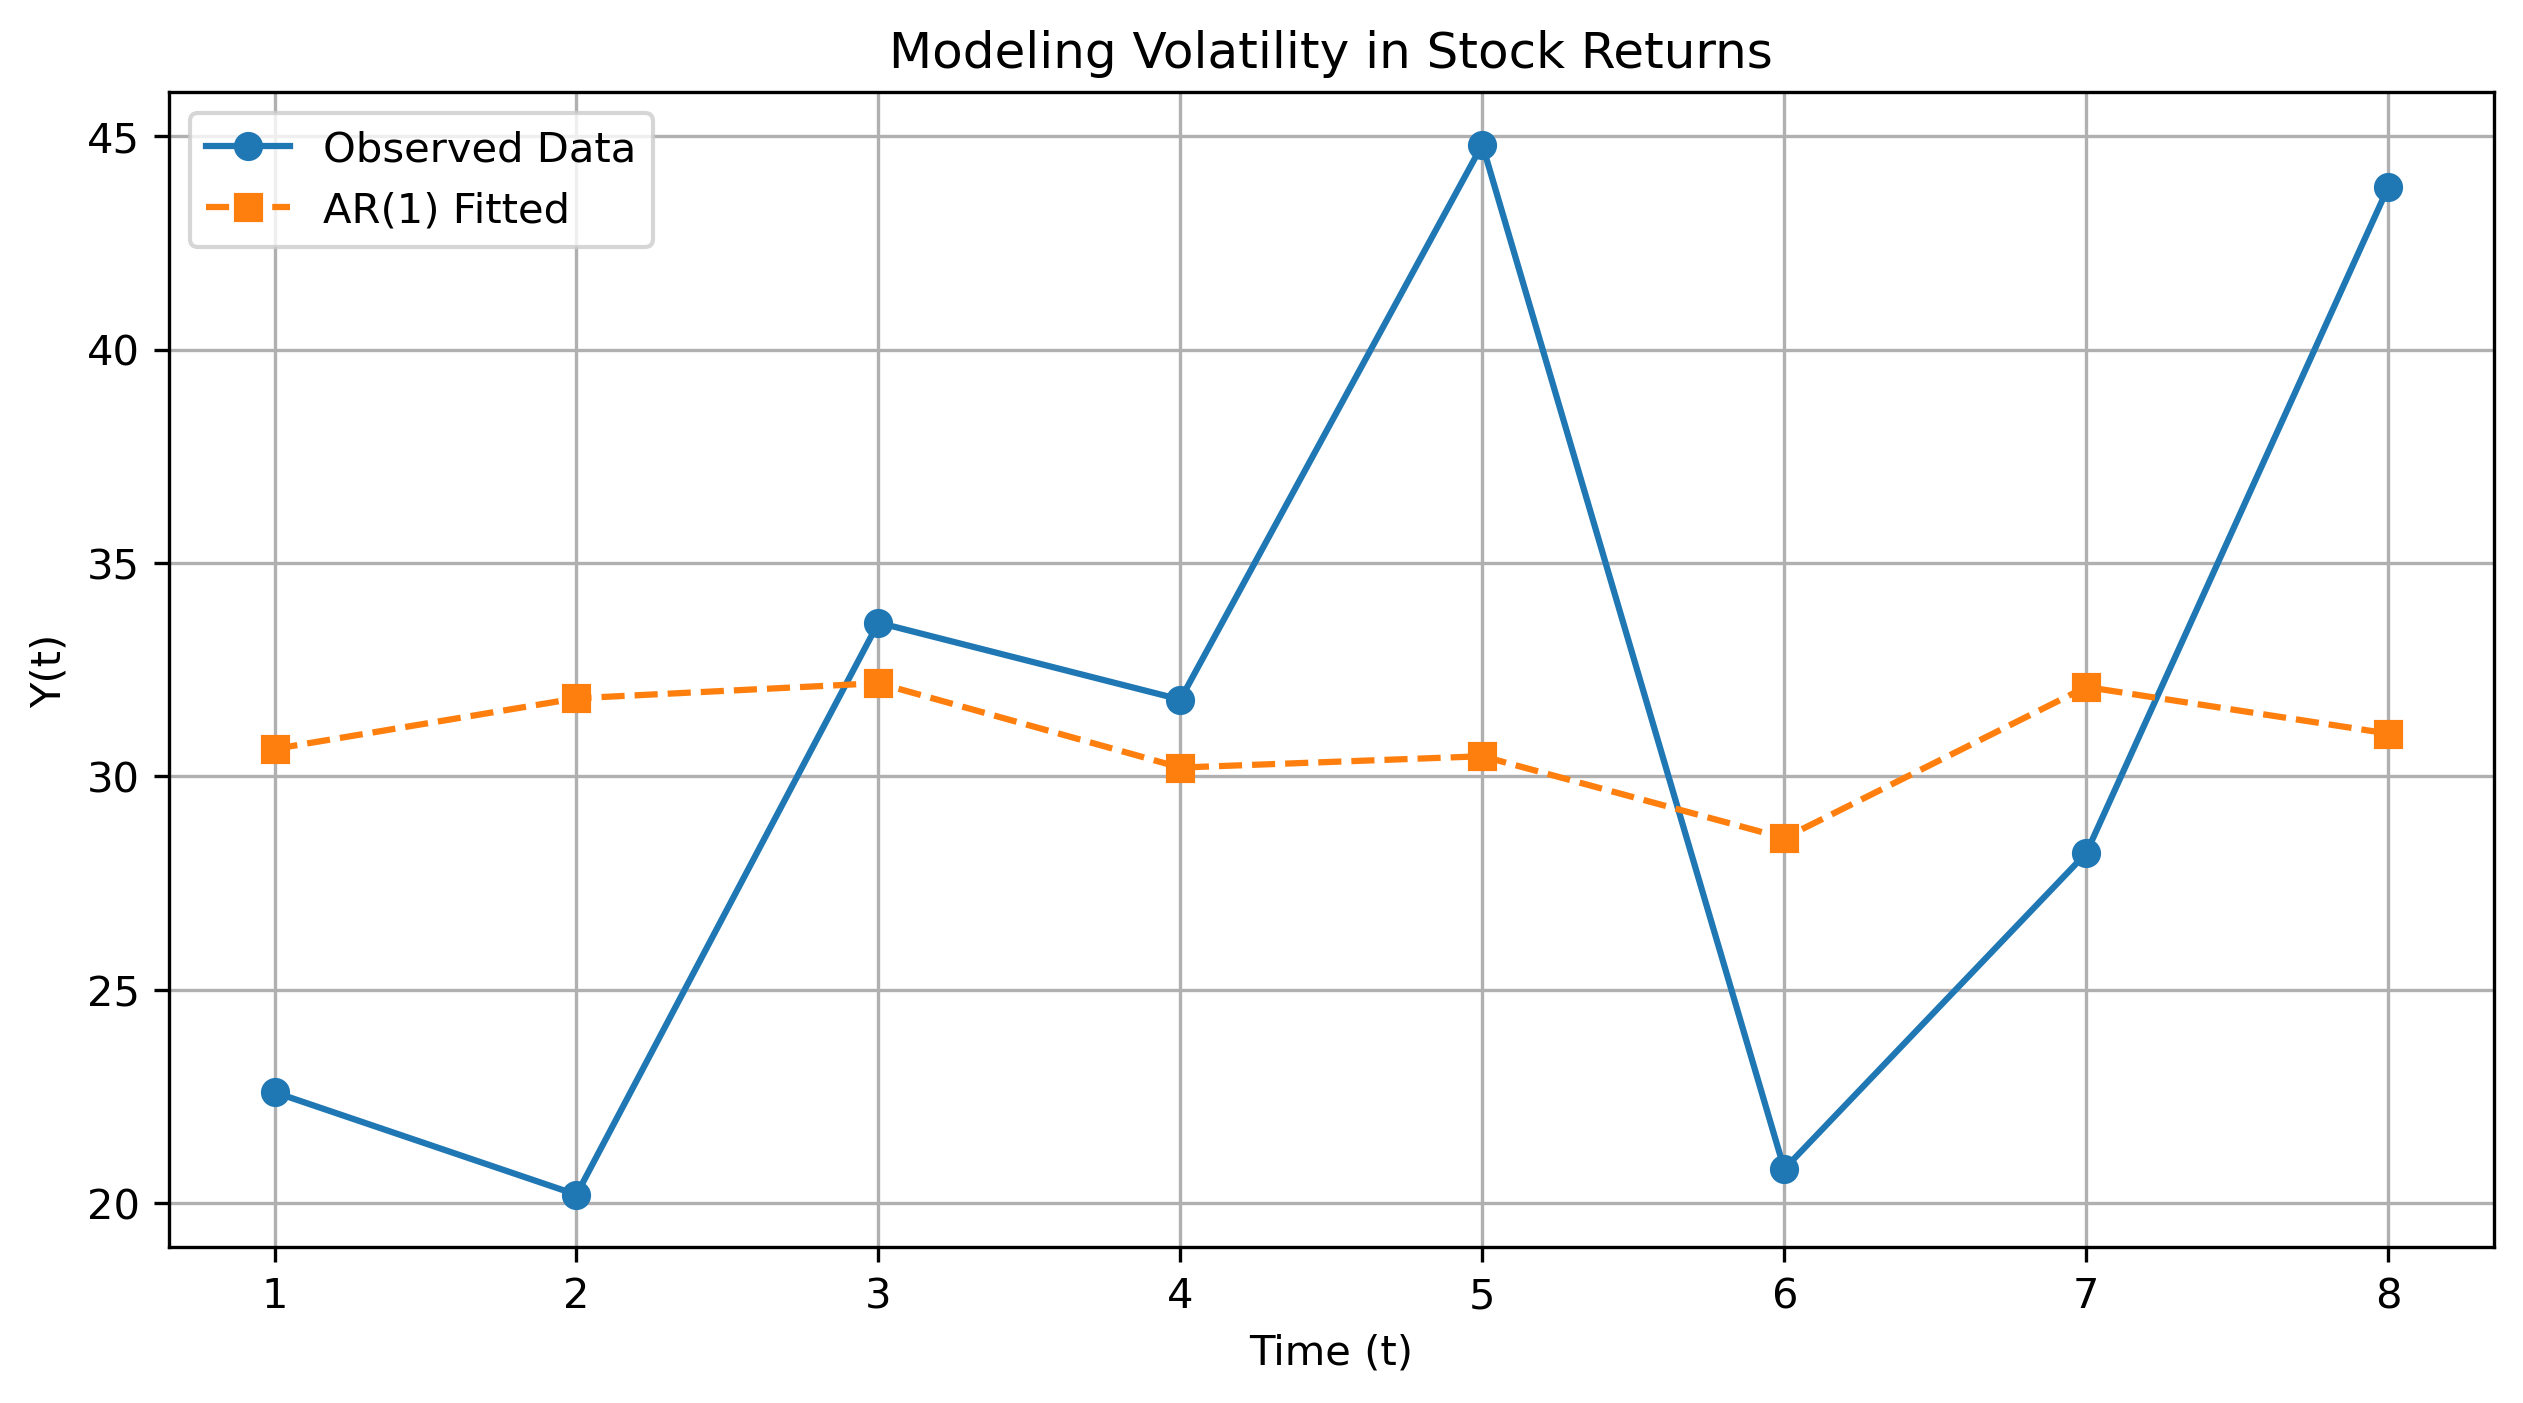 Modeling Volatility in Stock Returns
Observed Data
AR(1) Fitted
45
40
35
30
25
20
Y(t)
1 2 3 4 5 6 7 8
Time (t)